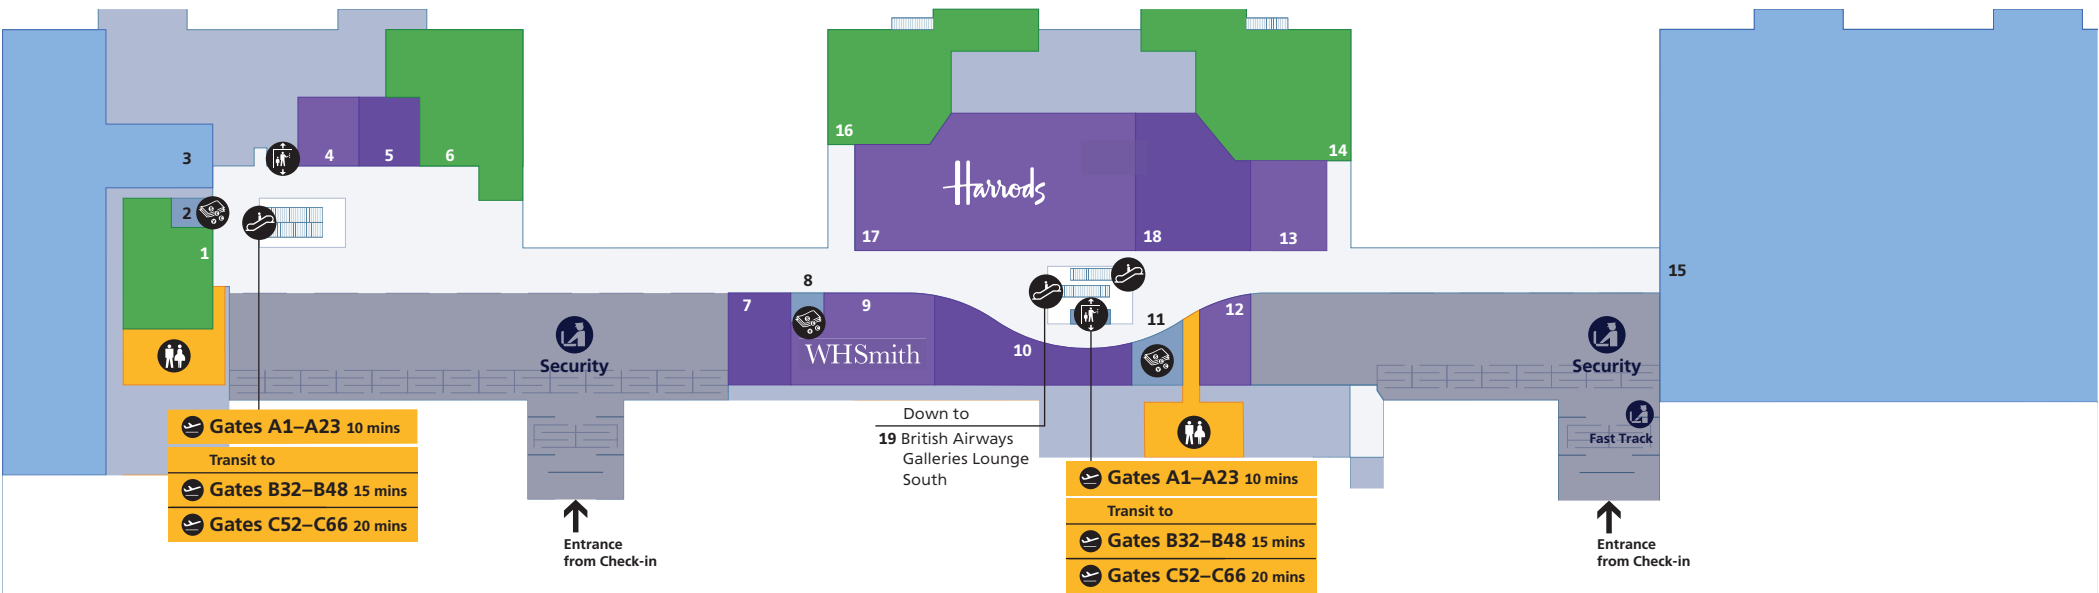 3
4
5
6
2
1
16
14
Harrods
17
18
13
15
8
7
9
10
11
12
WHSmith
Security
Security
Fast Track
Gates A1–A23 10 mins
Transit to
Gates B32–B48 15 mins
Gates C52–C66 20 mins
Entrance
from Check-in
Down to
19 British Airways
Galleries Lounge
South
Gates A1–A23 10 mins
Transit to
Gates B32–B48 15 mins
Gates C52–C66 20 mins
Entrance
from Check-in